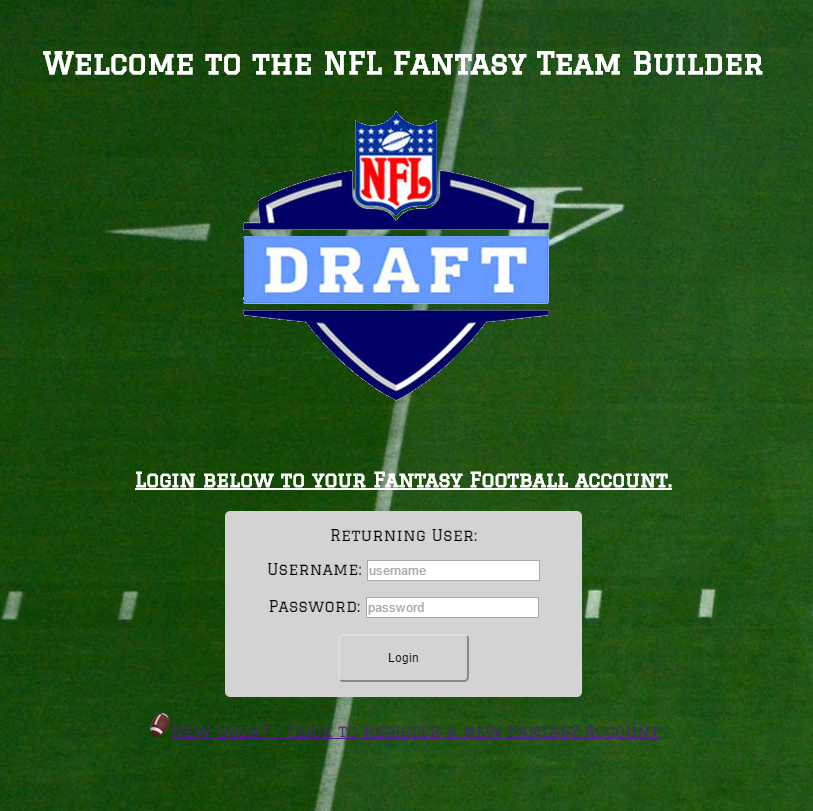 Welcome to the NFL Fantasy Team Builder
NFL
DRAFT
Login below to your Fantasy Football account.
Returning User:
Username: username
Password: password
Login
New User? - Click to Register a new Fantasy Account